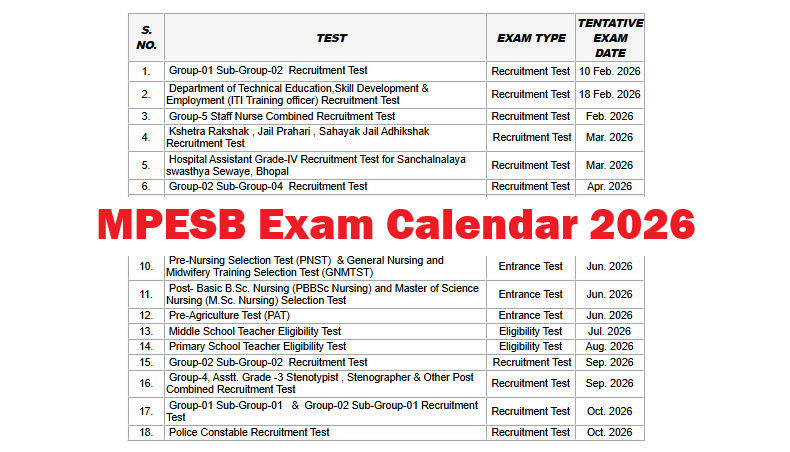 S. NO. TEST EXAM TYPE TENTATIVE EXAM DATE
1. Group-01 Sub-Group-02 Recruitment Test Recruitment Test 10 Feb. 2026
2. Department of Technical Education,Skill Development & Employment (ITI Training officer) Recruitment Test Recruitment Test 18 Feb. 2026
3. Group-5 Staff Nurse Combined Recruitment Test Recruitment Test Feb. 2026
4. Kshetra Rakshak , Jail Prahari , Sahayak Jail Adhikshak Recruitment Test Recruitment Test Mar. 2026
5. Hospital Assistant Grade-IV Recruitment Test for Sanchalnalaya swasthya Sewaye, Bhopal Recruitment Test Mar. 2026
6. Group-02 Sub-Group-04 Recruitment Test Recruitment Test Apr. 2026
MPESB Exam Calendar 2026
10. Pre-Nursing Selection Test (PNST) & General Nursing and Midwifery Training Selection Test (GNMTST) Entrance Test Jun. 2026
11. Post- Basic B.Sc. Nursing (PBBSc Nursing) and Master of Science Nursing (M.Sc. Nursing) Selection Test Entrance Test Jun. 2026
12. Pre-Agriculture Test (PAT) Entrance Test Jun. 2026
13. Middle School Teacher Eligibility Test Eligibility Test Jul. 2026
14. Primary School Teacher Eligibility Test Eligibility Test Aug. 2026
15. Group-02 Sub-Group-02 Recruitment Test Recruitment Test Sep. 2026
16. Group-4, Asstt. Grade -3 Stenotypist , Stenographer & Other Post Combined Recruitment Test Recruitment Test Sep. 2026
17. Group-01 Sub-Group-01 & Group-02 Sub-Group-01 Recruitment Test Recruitment Test Oct. 2026
18. Police Constable Recruitment Test Recruitment Test Oct. 2026